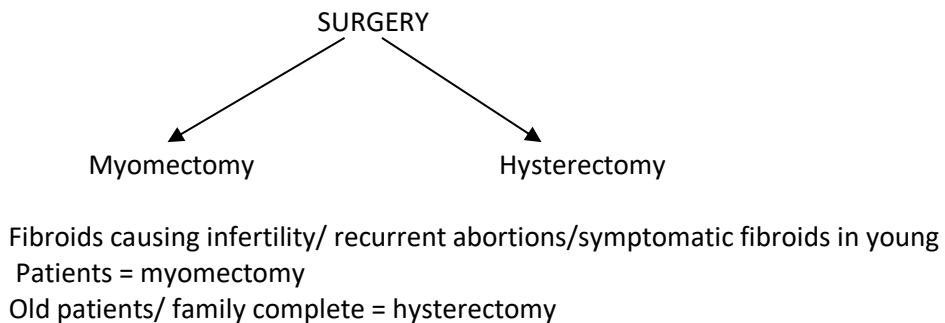 SURGERY
Myomectomy Hysterectomy
Fibroids causing infertility/ recurrent abortions/symptomatic fibroids in young
Patients = myomectomy
Old patients/ family complete = hysterectomy